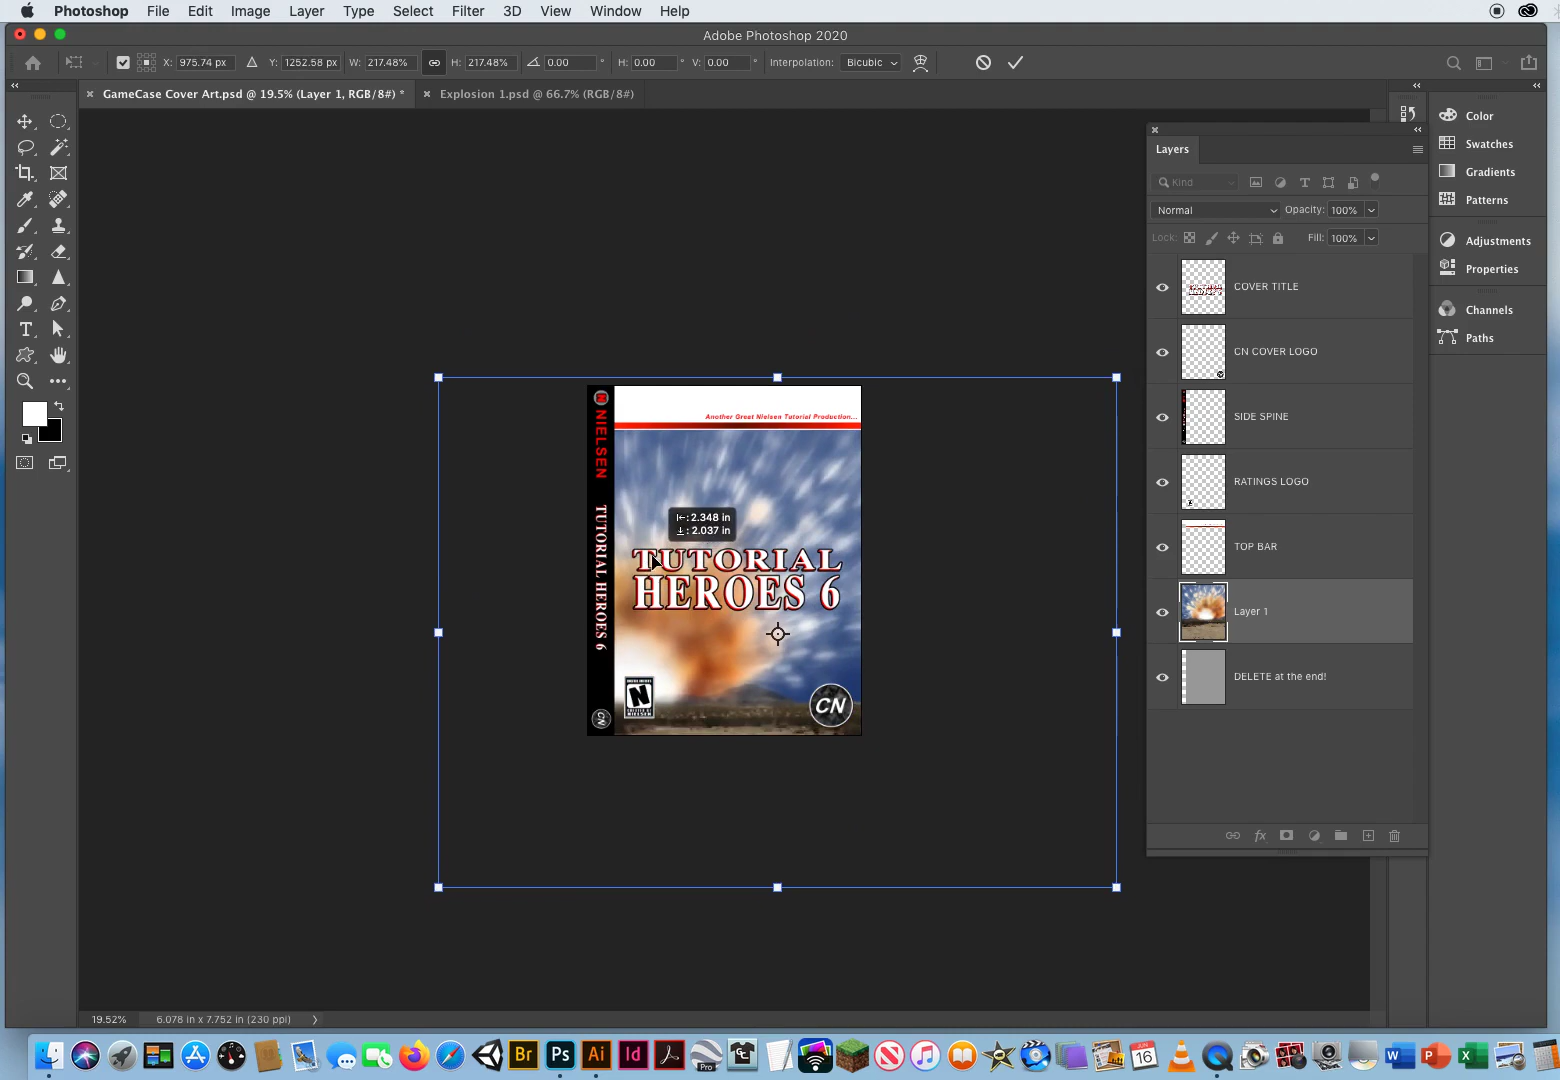 Photoshop File Edit Image Layer Type Select Filter 3D View Window Help
Adobe Photoshop 2020
X: 975.74 px Y: 1252.58 px W: 217.48% H: 217.48% 0.00 ° H: 0.00 ° V: 0.00 ° Interpolation: Bicubic
GameCase Cover Art.psd @ 19.5% (Layer 1, RGB/8#) * Explosion 1.psd @ 66.7% (RGB/8#)
Layers
Kind
Normal Opacity: 100%
Lock: Fill: 100%
COVER TITLE
CN COVER LOGO
SIDE SPINE
RATINGS LOGO
TOP BAR
Layer 1
DELETE at the end!
Color
Swatches
Gradients
Patterns
Adjustments
Properties
Channels
Paths
N NIELSEN
TUTORIAL HEROES 6
CN
Another Great Nielsen Tutorial Production...
: 2.348 in
: 2.037 in
TUTORIAL
HEROES 6
N
CN
19.52% 6.078 in x 7.752 in (230 ppi)
Br Ps Ai Id Pro JUN 16 W P X